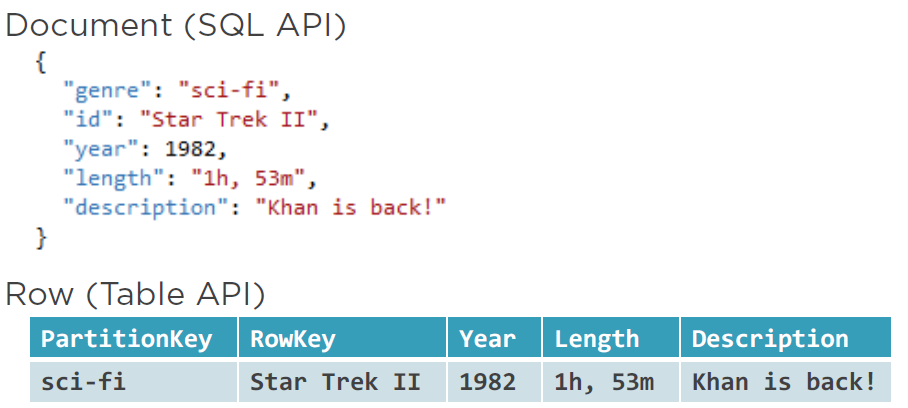 Document (SQL API)
{
"genre": "sci-fi",
"id": "Star Trek II",
"year": 1982,
"length": "1h, 53m",
"description": "Khan is back!"
}
Row (Table API)
PartitionKey RowKey Year Length Description
sci-fi Star Trek II 1982 1h, 53m Khan is back!